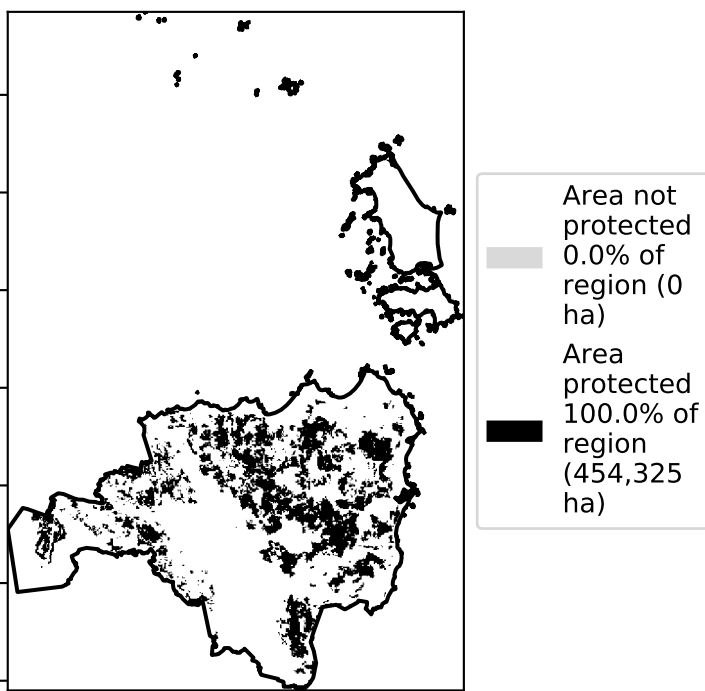 Area not
protected
0.0% of
region (0
ha)
Area
protected
100.0% of
region
(454,325
ha)